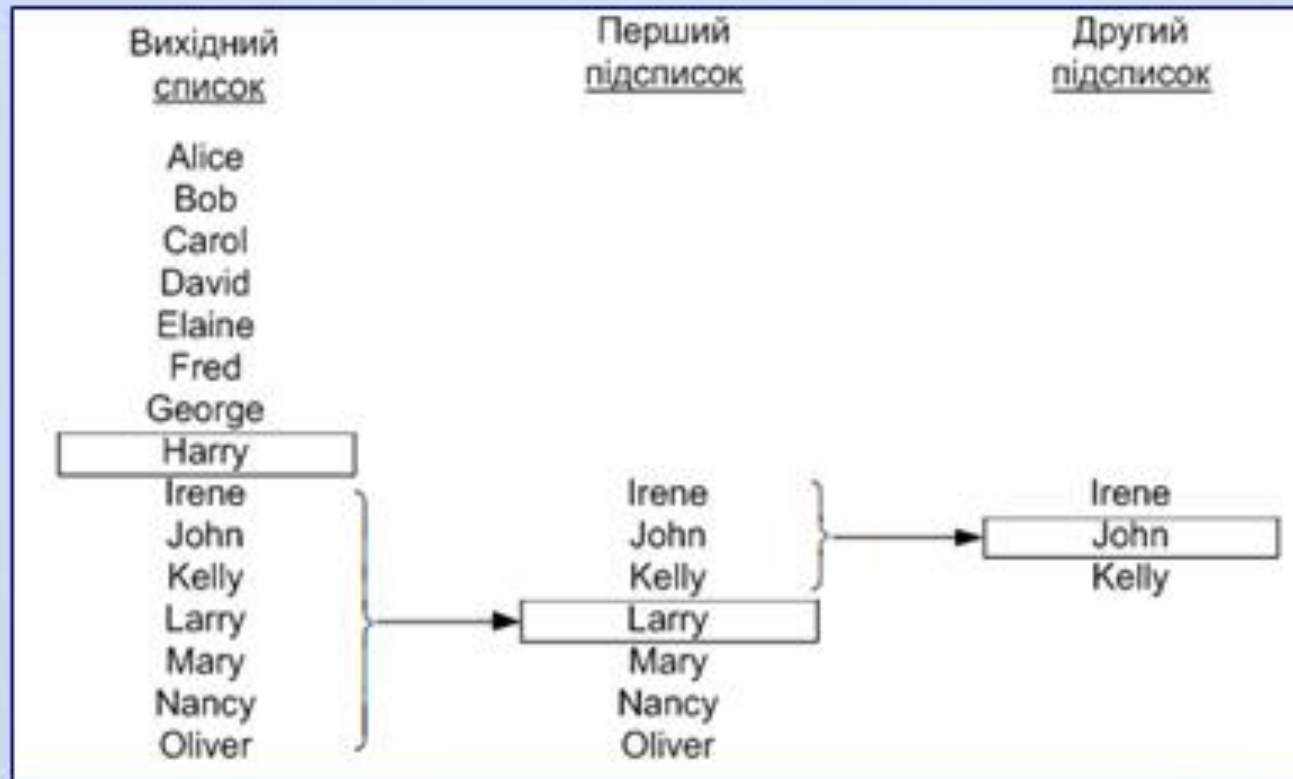 Вихідний
список
Alice
Bob
Carol
David
Elaine
Fred
George
Harry
Irene
John
Kelly
Larry
Mary
Nancy
Oliver
Перший
підсписок
Irene
John
Kelly
Larry
Mary
Nancy
Oliver
Другий
підсписок
Irene
John
Kelly